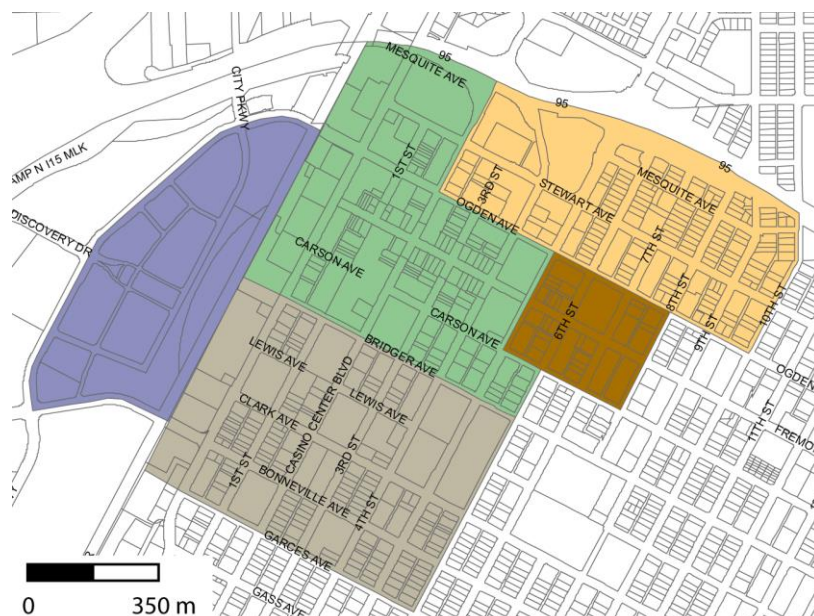 95
MESQUITE AVE
CITY PKWY
95
AMP N I15 MLK
1ST ST
3RD ST
STEWART AVE
MESQUITE AVE
95
OGDEN AVE
7TH ST
DISCOVERY DR
CARSON AVE
8TH ST
10TH ST
6TH ST
9TH ST
CARSON AVE
BRIDGER AVE
LEWIS AVE
OGDEN
CASINO CENTER BLVD
LEWIS AVE
11TH ST
FREMO
CLARK AVE
3RD ST
1ST ST
BONNEVILLE AVE
4TH ST
GARCES AVE
GASS AVE
0 350 m